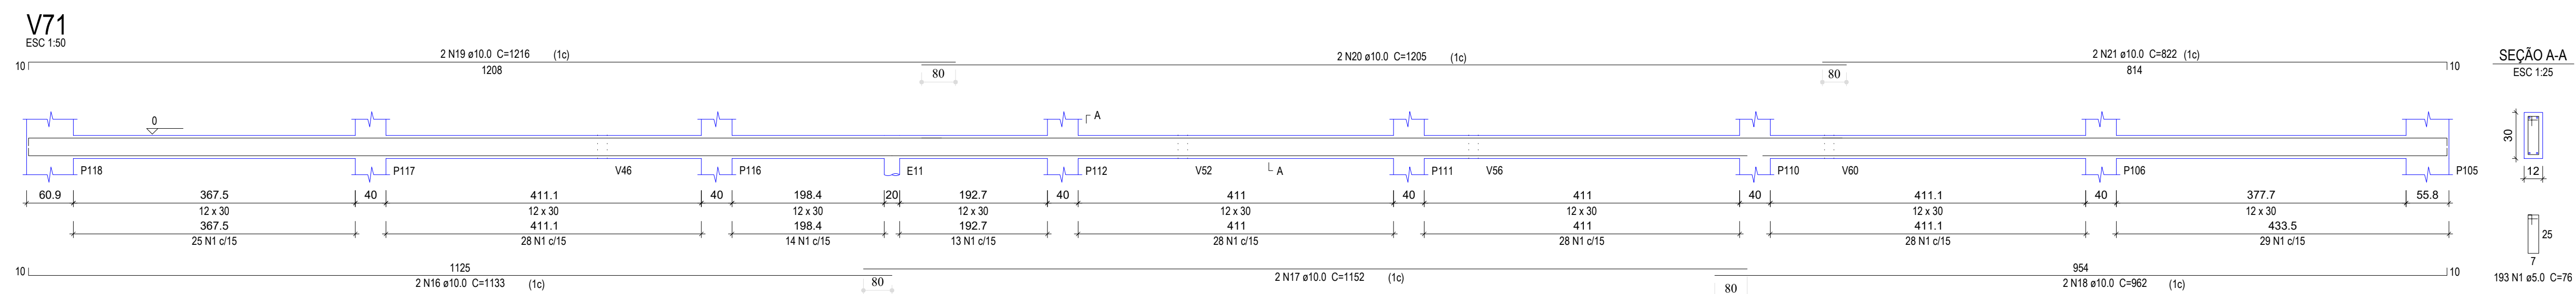 V71
ESC 1:50
2 N19 ø10.0 C=1216 (1c)
10
1208
80
2 N20 ø10.0 C=1205 (1c)
80
2 N21 ø10.0 C=822 (1c)
814
10
SEÇÃO A-A
ESC 1:25
0
A
30
12
P118
P117
V46
P116
E11
P112
V52
A
P111
V56
P110
V60
P106
P105
60.9
367.5
40
411.1
40
198.4
20
192.7
40
411
40
411
40
411.1
40
377.7
55.8
12 x 30
12 x 30
12 x 30
12 x 30
12 x 30
12 x 30
12 x 30
12 x 30
367.5
411.1
198.4
192.7
411
411
411.1
433.5
25 N1 c/15
28 N1 c/15
14 N1 c/15
13 N1 c/15
28 N1 c/15
28 N1 c/15
28 N1 c/15
29 N1 c/15
25
7
193 N1 ø5.0 C=76
10
1125
2 N16 ø10.0 C=1133 (1c)
80
2 N17 ø10.0 C=1152 (1c)
80
954
2 N18 ø10.0 C=962 (1c)
10